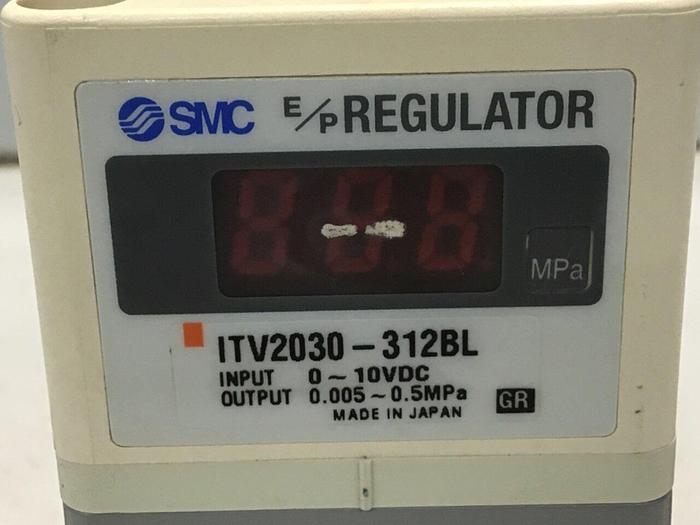 SMC E/P REGULATOR
MPa
ITV2030-312BL
INPUT 0~10VDC
OUTPUT 0.005~0.5MPa
MADE IN JAPAN GR